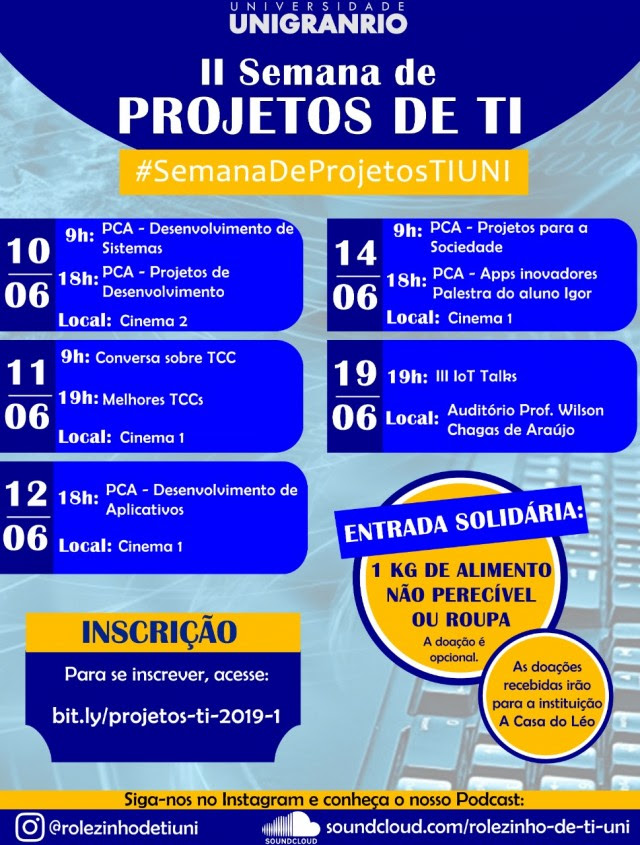 UNIVERSIDADE
UNIGRANRIO
II Semana de
PROJETOS DE TI
#SemanaDeProjetosTIUNI
10
06
9h: PCA - Desenvolvimento de
Sistemas
18h: PCA - Projetos de
Desenvolvimento
Local: Cinema 2
11
06
9h: Conversa sobre TCC
19h: Melhores TCCs
Local: Cinema 1
12
06
18h: PCA - Desenvolvimento de
Aplicativos
Local: Cinema 1
14
06
9h: PCA - Projetos para a
Sociedade
18h: PCA - Apps inovadores
Palestra do aluno Igor
Local: Cinema 1
19
06
19h: III IoT Talks
Local: Auditório Prof. Wilson
Chagas de Araújo
ENTRADA SOLIDÁRIA:
1 KG DE ALIMENTO
NÃO PERECÍVEL
OU ROUPA
A doação é
opcional.
As doações
recebidas irão
para a instituição
A Casa do Léo
INSCRIÇÃO
Para se inscrever, acesse:
bit.ly/projetos-ti-2019-1
Siga-nos no Instagram e conheça o nosso Podcast:
@rolezinhodetiuni
SOUNDCLOUD
soundcloud.com/rolezinho-de-ti-uni